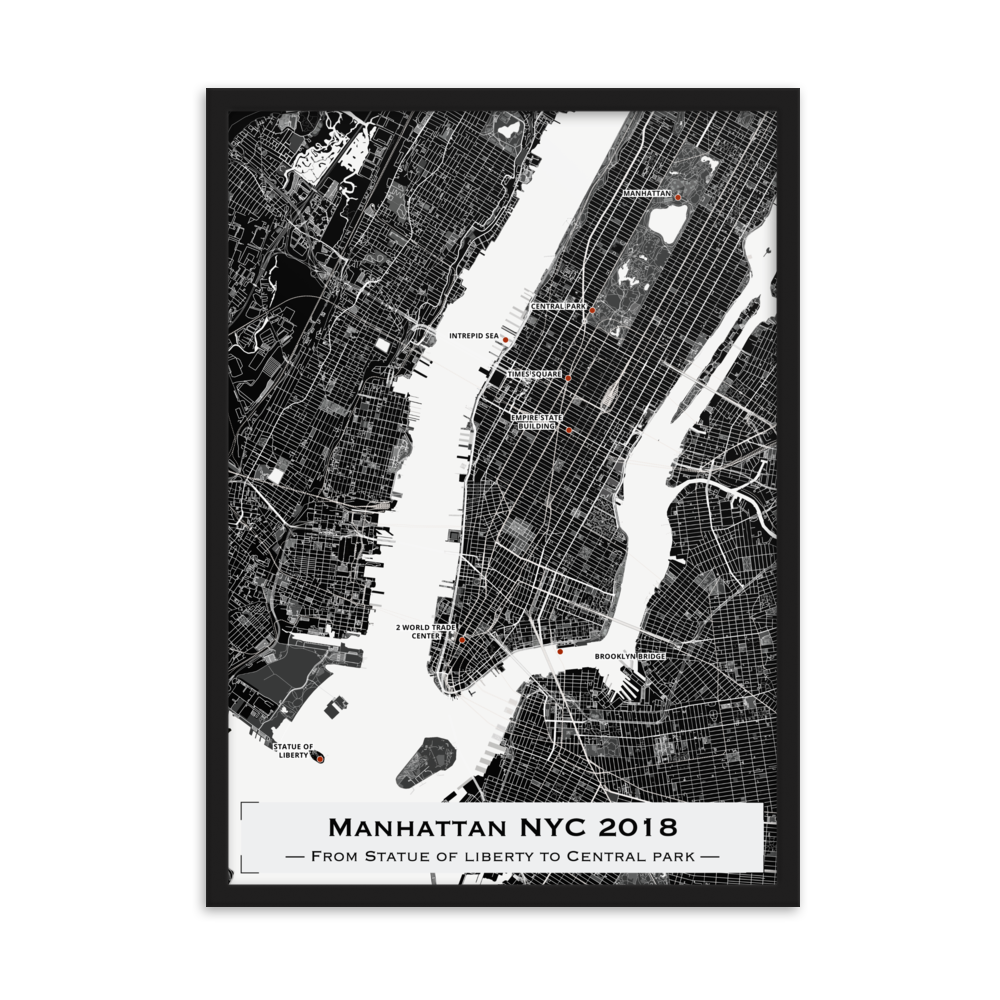 MANHATTAN
CENTRAL PARK
INTREPID SEA
TIMES SQUARE
EMPIRE STATE
BUILDING
2 WORLD TRADE
CENTER
BROOKLYN BRIDGE
STATUE OF
LIBERTY
MANHATTAN NYC 2018
— FROM STATUE OF LIBERTY TO CENTRAL PARK —